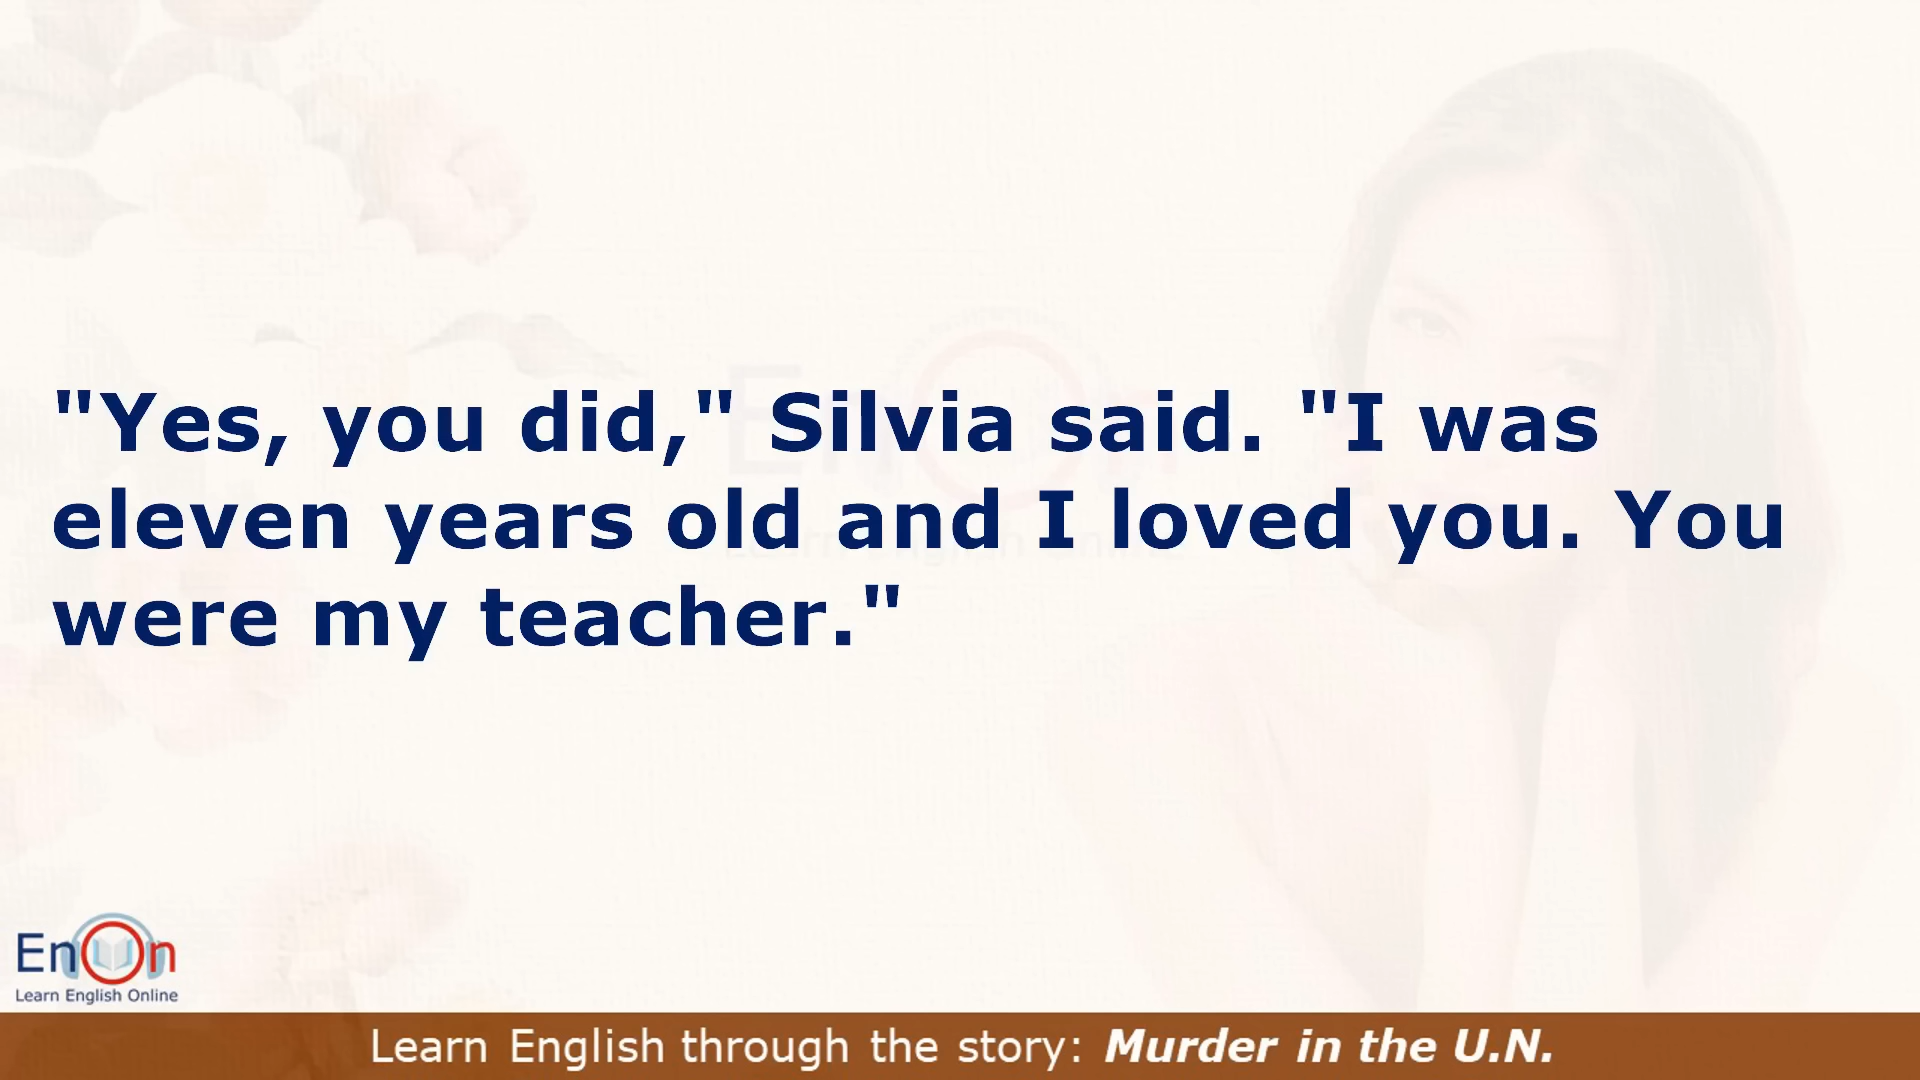 "Yes, you did," Silvia said. "I was
eleven years old and I loved you. You
were my teacher."
EnOn
Learn English Online
Learn English through the story: Murder in the U.N.